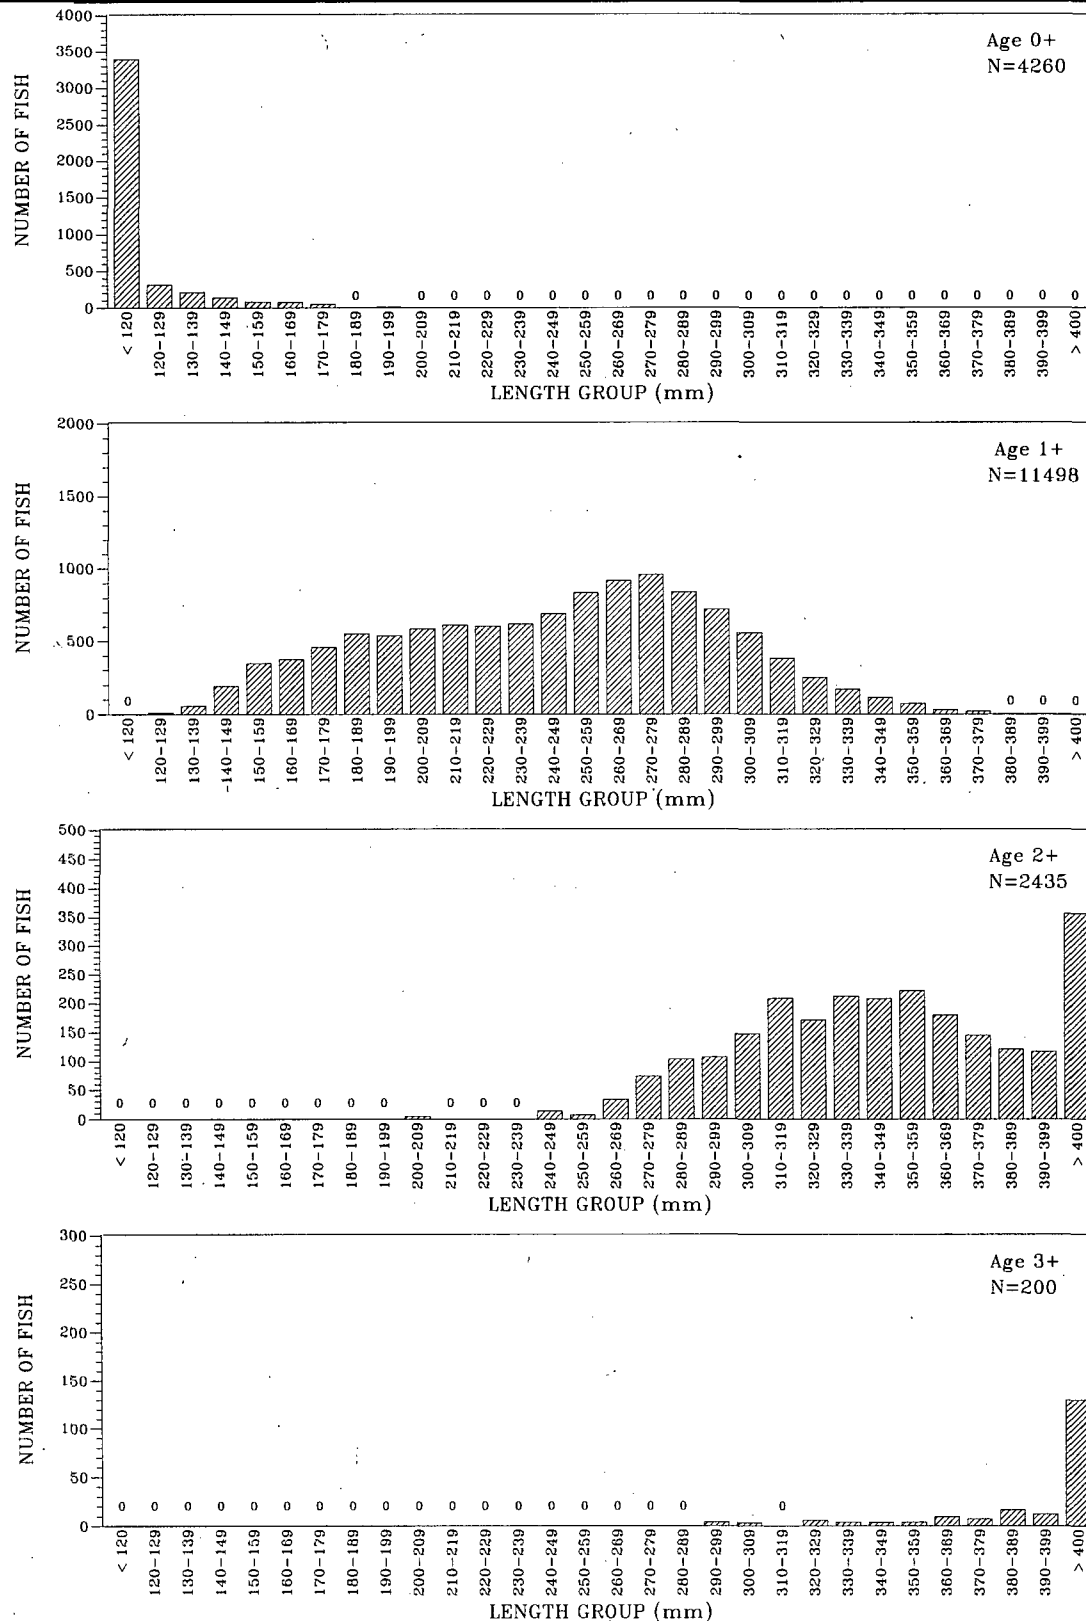 4000
3500
3000
2500
2000
1500
1000
500
0
NUMBER OF FISH
Age 0+
N=4260
0 0 0 0 0 0 0 0 0 0 0 0 0 0 0 0 0 0 0 0 0 0
< 120 120-129 130-139 140-149 150-159 160-169 170-179 180-189 190-199 200-209 210-219 220-229 230-239 240-249 250-259 260-269 270-279 280-289 290-299 300-309 310-319 320-329 330-339 340-349 350-359 360-369 370-379 380-389 390-399 > 400
LENGTH GROUP (mm)
2000
1500
1000
500
0
NUMBER OF FISH
Age 1+
N=11498
0 0 0 0
< 120 120-129 130-139 140-149 150-159 160-169 170-179 180-189 190-199 200-209 210-219 220-229 230-239 240-249 250-259 260-269 270-279 280-289 290-299 300-309 310-319 320-329 330-339 340-349 350-359 360-369 370-379 380-389 390-399 > 400
LENGTH GROUP (mm)
500
450
400
350
300
250
200
150
100
50
0
NUMBER OF FISH
Age 2+
N=2435
0 0 0 0 0 0 0 0 0 0 0 0
< 120 120-129 130-139 140-149 150-159 160-169 170-179 180-189 190-199 200-209 210-219 220-229 230-239 240-249 250-259 260-269 270-279 280-289 290-299 300-309 310-319 320-329 330-339 340-349 350-359 360-369 370-379 380-389 390-399 > 400
LENGTH GROUP (mm)
300
250
200
150
100
50
0
NUMBER OF FISH
Age 3+
N=200
0 0 0 0 0 0 0 0 0 0 0 0 0 0 0 0 0 0 0
< 120 120-129 130-139 140-149 150-159 160-169 170-179 180-189 190-199 200-209 210-219 220-229 230-239 240-249 250-259 260-269 270-279 280-289 290-299 300-309 310-319 320-329 330-339 340-349 350-359 360-369 370-379 380-389 390-399 > 400
LENGTH GROUP (mm)